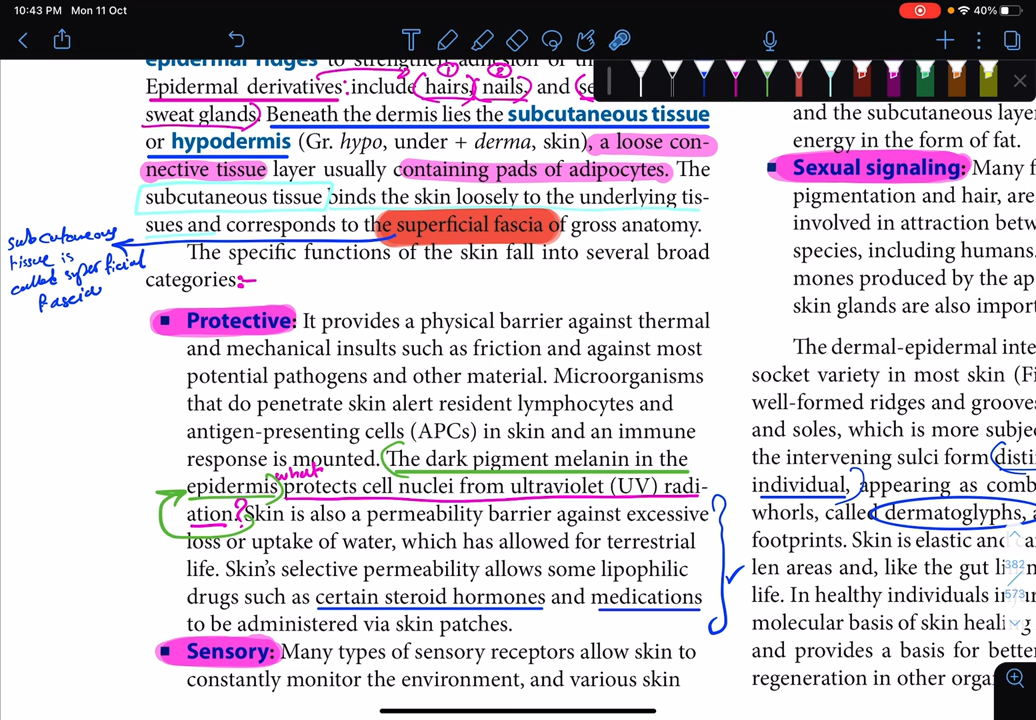 10:43 PM Mon 11 Oct
40%
epidermal ridges to strengthen adhesion of th
① ②
Epidermal derivatives: include hairs, nails, and se
sweat glands. Beneath the dermis lies the subcutaneous tissue
or hypodermis (Gr. hypo, under + derma, skin), a loose con-
nective tissue layer usually containing pads of adipocytes. The
subcutaneous tissue binds the skin loosely to the underlying tis-
sues and corresponds to the superficial fascia of gross anatomy.
subcutaneous
tissue is
called superficial
fascia
The specific functions of the skin fall into several broad
categories:-
■ Protective: It provides a physical barrier against thermal
and mechanical insults such as friction and against most
potential pathogens and other material. Microorganisms
that do penetrate skin alert resident lymphocytes and
antigen-presenting cells (APCs) in skin and an immune
response is mounted. The dark pigment melanin in the
what
epidermis protects cell nuclei from ultraviolet (UV) radi-
ation? Skin is also a permeability barrier against excessive
loss or uptake of water, which has allowed for terrestrial
life. Skin's selective permeability allows some lipophilic
drugs such as certain steroid hormones and medications
to be administered via skin patches.
■ Sensory: Many types of sensory receptors allow skin to
constantly monitor the environment, and various skin
and the subcutaneous laye
energy in the form of fat.
■ Sexual signaling: Many f
pigmentation and hair, are
involved in attraction betw
species, including humans.
mones produced by the ap
skin glands are also import
The dermal-epidermal inte
socket variety in most skin (Fi
well-formed ridges and groove
and soles, which is more subje
the intervening sulci form disti
individual, appearing as comb
whorls, called dermatoglyphs, a
footprints. Skin is elastic and
len areas and, like the gut li
life. In healthy individuals
molecular basis of skin heali
and provides a basis for bette
regeneration in other orga
382
573